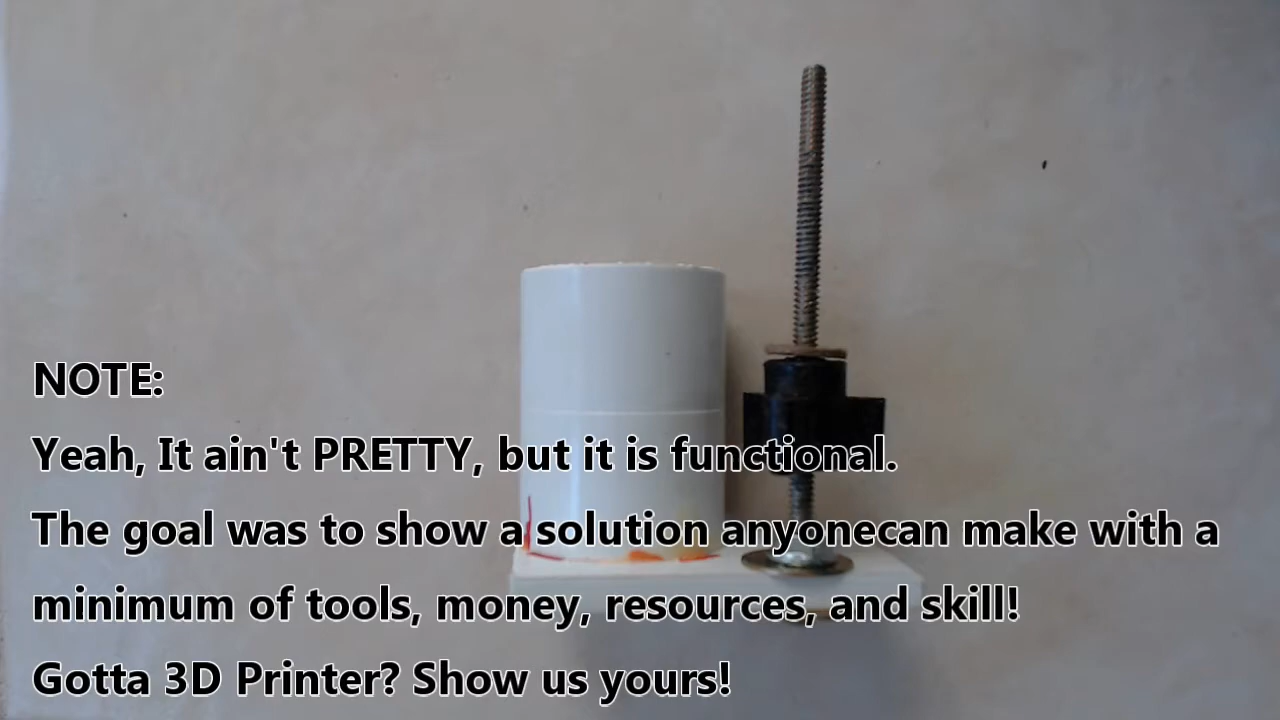 NOTE:
Yeah, It ain't PRETTY, but it is functional.
The goal was to show a solution anyonecan make with a
minimum of tools, money, resources, and skill!
Gotta 3D Printer? Show us yours!